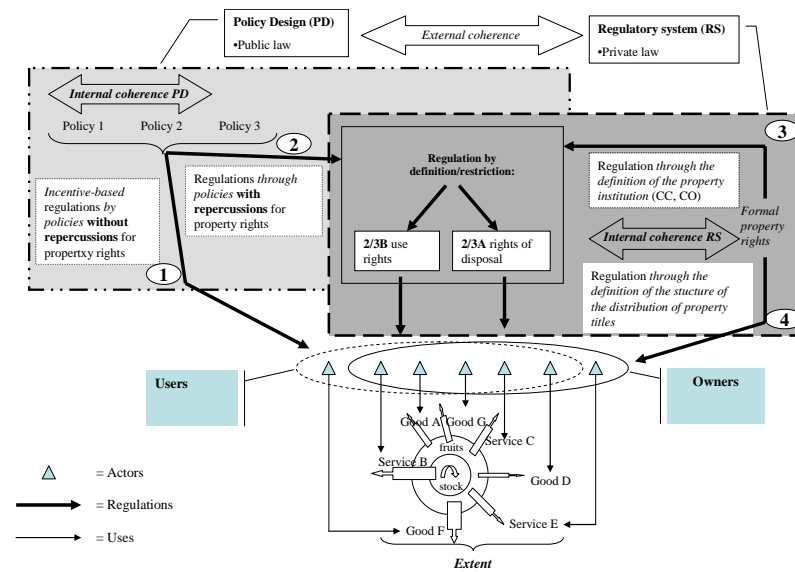 Policy Design (PD)
•Public law
External coherence
Regulatory system (RS)
•Private law
Internal coherence PD
Policy 1 Policy 2 Policy 3
2
3
Regulations through
policies with
repercussions for
property rights
Incentive-based
regulations by
policies without
repercussions for
propertxy rights
1
Regulation by
definition/restriction:
2/3B use
rights
2/3A rights of
disposal
Regulation through the
definition of the property
institution (CC, CO)
Formal
property
rights
Internal coherence RS
Regulation through the
definition of the stucture of
the distribution of property
titles
4
Users
Owners
Good A
Good G
fruits
Service C
Service B
stock
Good D
Service E
Good F
Extent
= Actors
= Regulations
= Uses